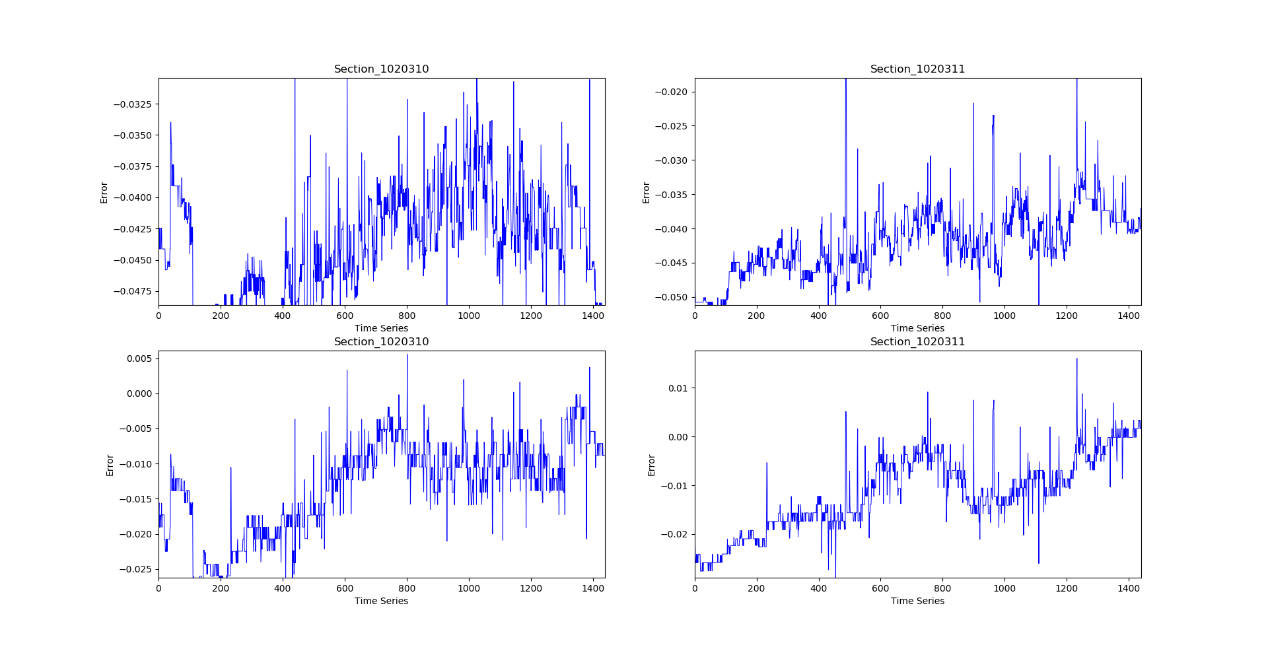 Section_1020310
−0.0325
−0.0350
−0.0375
−0.0400
−0.0425
−0.0450
−0.0475
Error
0 200 400 600 800 1000 1200 1400
Time Series
Section_1020311
−0.020
−0.025
−0.030
−0.035
−0.040
−0.045
−0.050
Error
0 200 400 600 800 1000 1200 1400
Time Series
Section_1020310
0.005
0.000
−0.005
−0.010
−0.015
−0.020
−0.025
Error
0 200 400 600 800 1000 1200 1400
Time Series
Section_1020311
0.01
0.00
−0.01
−0.02
Error
0 200 400 600 800 1000 1200 1400
Time Series